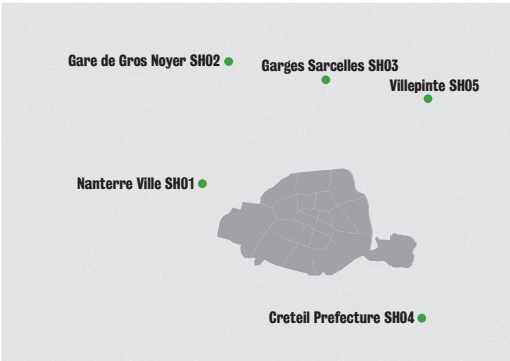 Gare de Gros Noyer SH02
Garges Sarcelles SH03
Villepinte SH05
Nanterre Ville SH01
Creteil Prefecture SH04